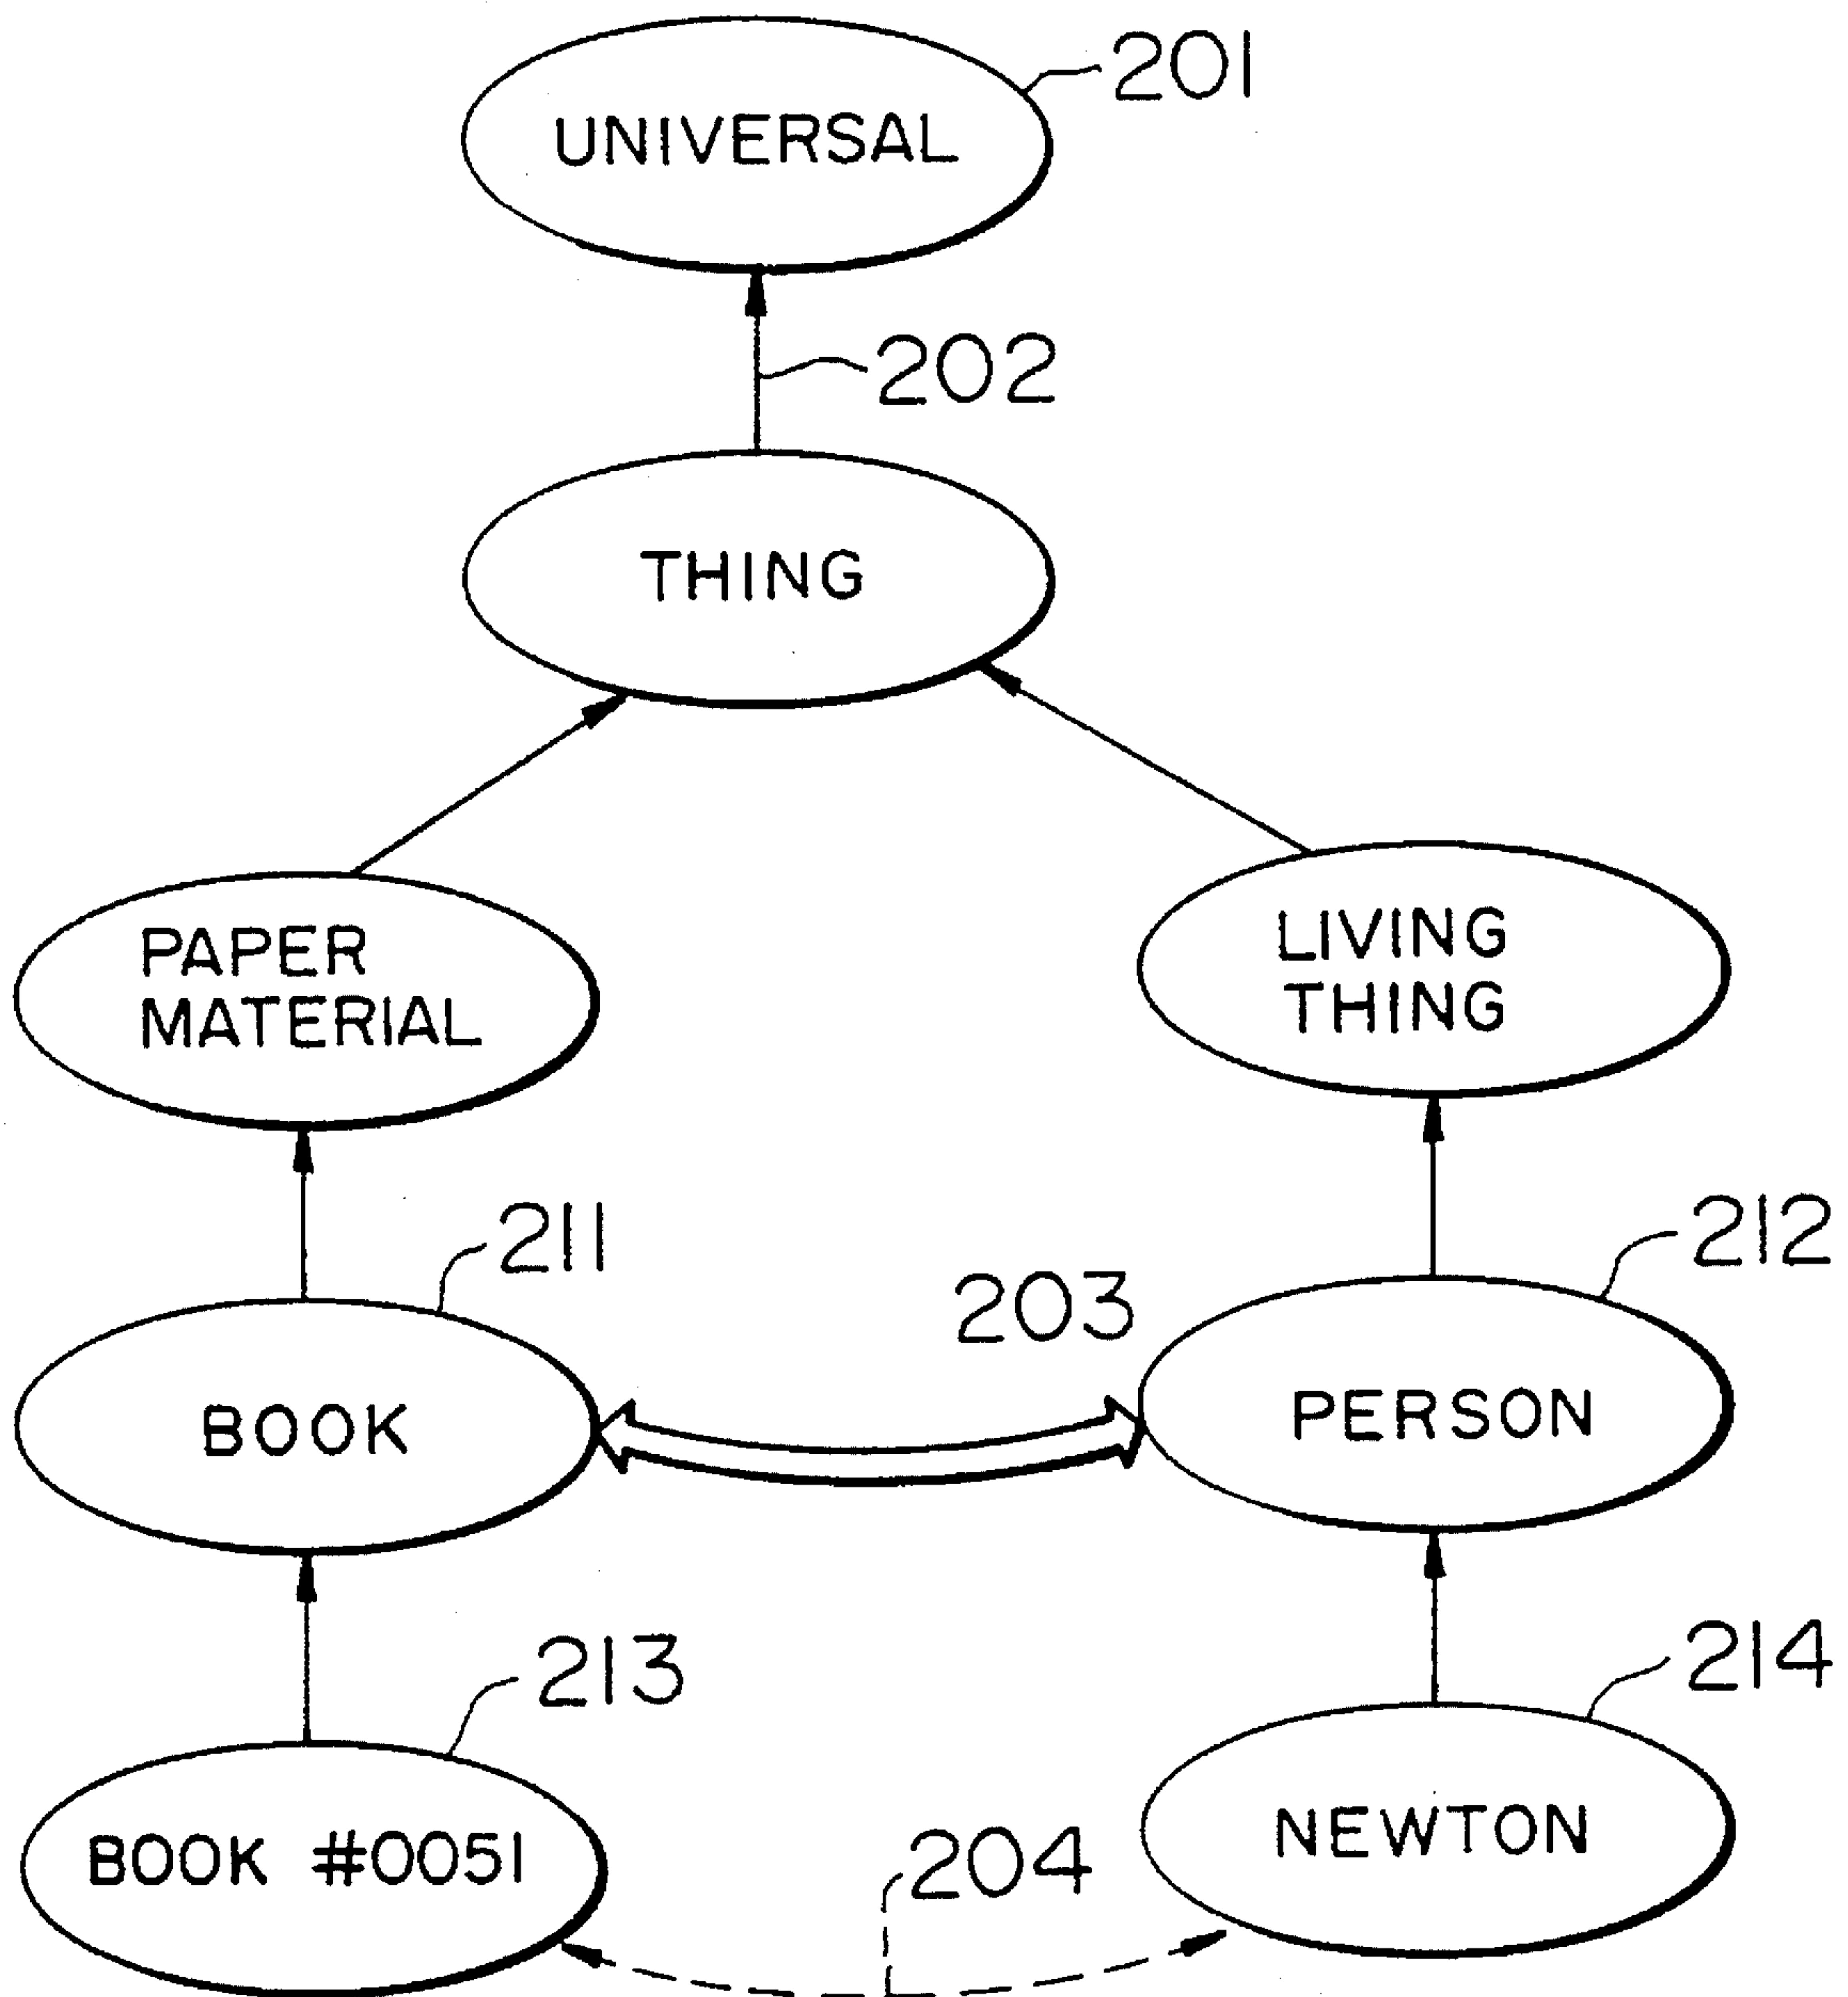 UNIVERSAL
201
202
THING
PAPER
MATERIAL
LIVING
THING
211
212
203
BOOK
PERSON
213
214
BOOK #0051
NEWTON
204